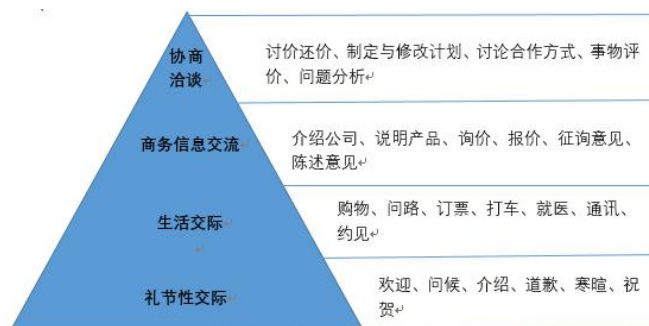 协商
洽谈
讨价还价、制定与修改计划、讨论合作方式、事物评
价、问题分析
商务信息交流
介绍公司、说明产品、询价、报价、征询意见、
陈述意见
生活交际
购物、问路、订票、打车、就医、通讯、
约见
礼节性交际
欢迎、问候、介绍、道歉、寒暄、祝
贺